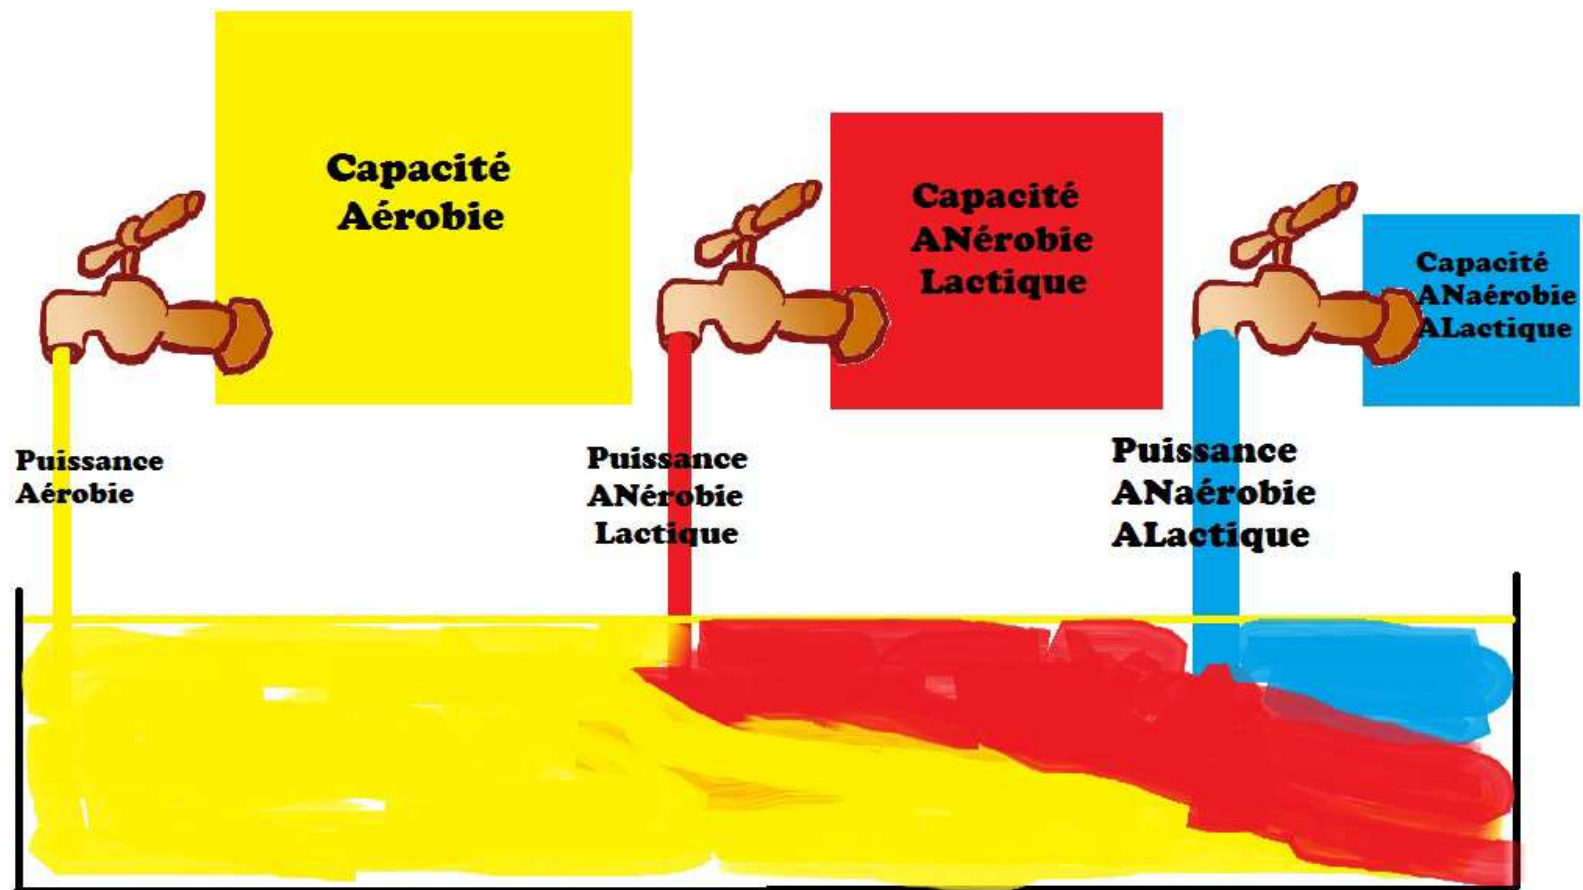 Capacité
Aérobie
Capacité
ANérobie
Lactique
Capacité
ANaérobie
ALactique
Puissance
Aérobie
Puissance
ANérobie
Lactique
Puissance
ANaérobie
ALactique